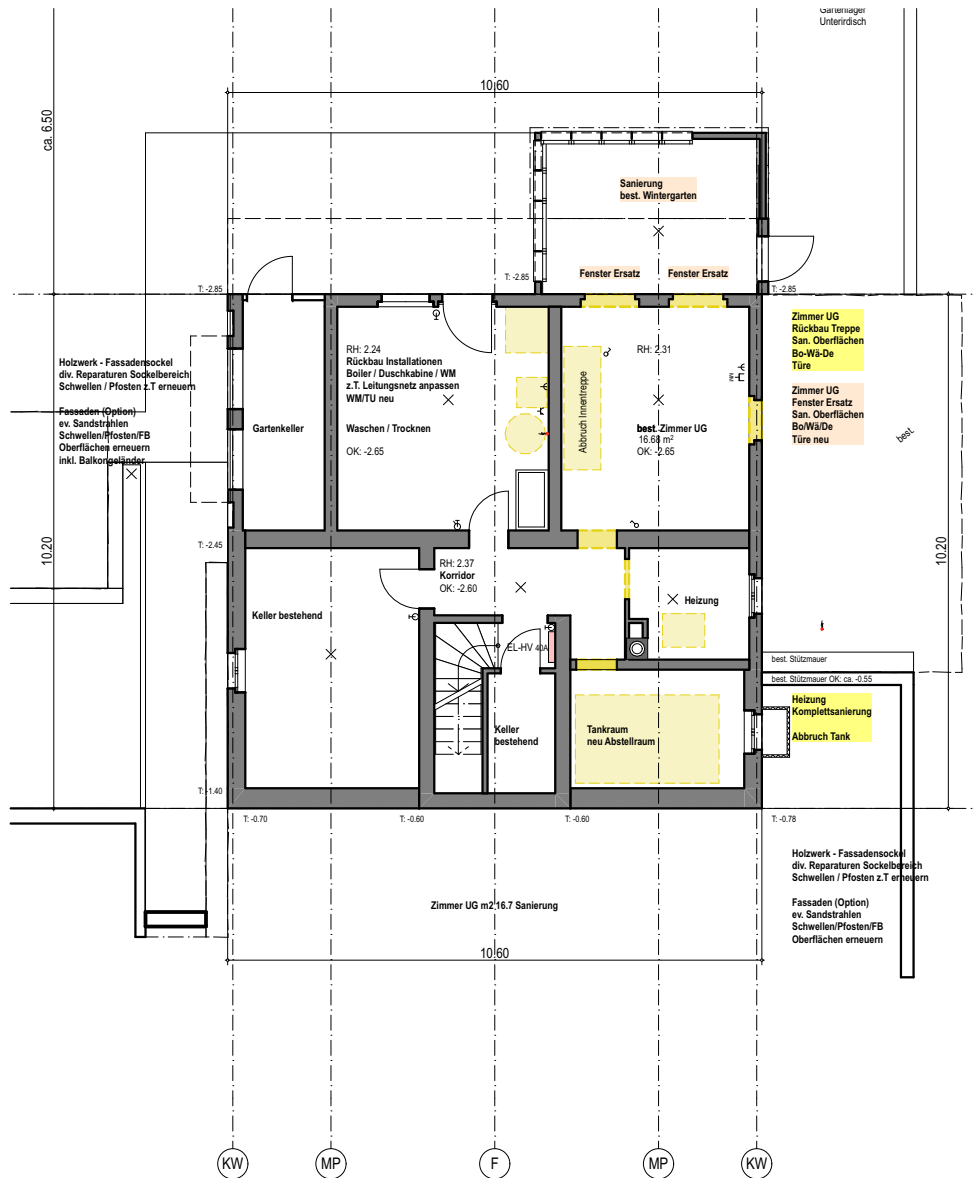 Gartenlager
Unterirdisch
10.60
ca. 6.50
Sanierung
best. Wintergarten
T: -2.85
Fenster Ersatz
Fenster Ersatz
T: -2.85
T: -2.85
Holzwerk - Fassadensockel
div. Reparaturen Sockelbereich
Schwellen / Pfosten z.T erneuern
Fassaden (Option)
ev. Sandstrahlen
Schwellen/Pfosten/FB
Oberflächen erneuern
inkl. Balkongeländer
Gartenkeller
RH: 2.24
Rückbau Installationen
Boiler / Duschkabine / WM
z.T. Leitungsnetz anpassen
WM/TU neu
Waschen / Trocknen
OK: -2.65
Abbruch Innentreppe
RH: 2.31
best. Zimmer UG
16.68 m²
OK: -2.65
Zimmer UG
Rückbau Treppe
San. Oberflächen
Bo-Wä-De
Türe
Zimmer UG
Fenster Ersatz
San. Oberflächen
Bo/Wä/De
Türe neu
best.
T: -2.45
10.20
10.20
RH: 2.37
Korridor
OK: -2.60
Keller bestehend
Heizung
EL-HV 40A
best. Stützmauer
best. Stützmauer OK: ca. -0.55
Heizung
Komplettsanierung
Abbruch Tank
Keller
bestehend
Tankraum
neu Abstellraum
T: -1.40
T: -0.70
T: -0.60
T: -0.60
T: -0.78
Holzwerk - Fassadensockel
div. Reparaturen Sockelbereich
Schwellen / Pfosten z.T erneuern
Fassaden (Option)
ev. Sandstrahlen
Schwellen/Pfosten/FB
Oberflächen erneuern
Zimmer UG m2 16.7 Sanierung
10.60
KW
MP
F
MP
KW